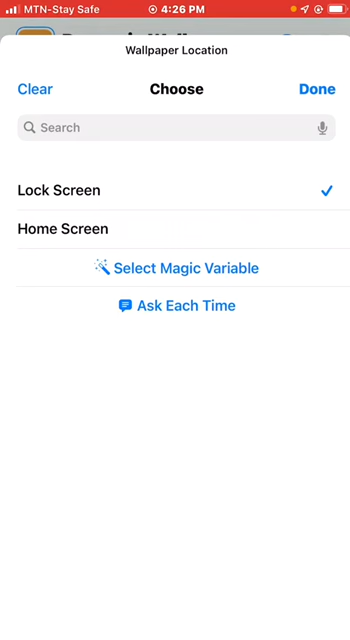 MTN-Stay Safe 4:26 PM
Wallpaper Location
Clear Choose Done
Search
Lock Screen
Home Screen
Select Magic Variable
Ask Each Time